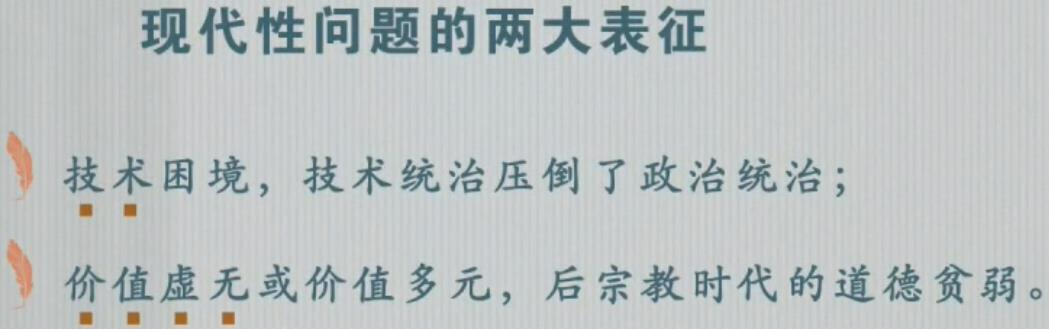 现代性问题的两大表征
技术困境，技术统治压倒了政治统治；
价值虚无或价值多元，后宗教时代的道德贫弱。